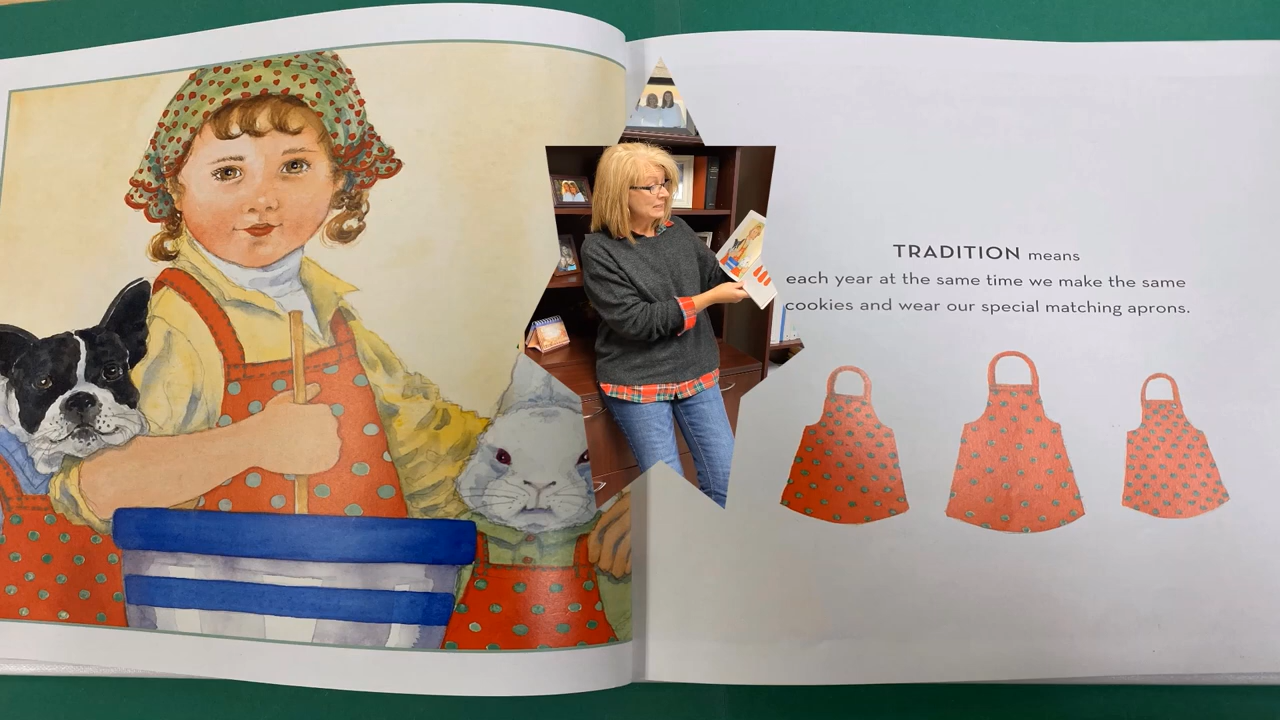 TRADITION means
each year at the same time we make the same
cookies and wear our special matching aprons.